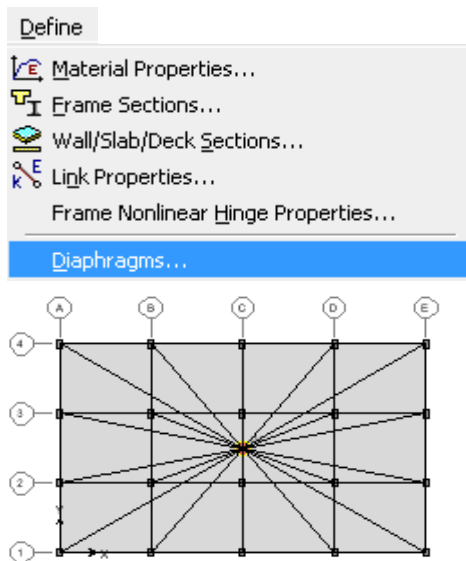 Define
E Material Properties...
I Frame Sections...
Wall/Slab/Deck Sections...
E K Link Properties...
Frame Nonlinear Hinge Properties...
Diaphragms...
A B C D E
4
3
2
Y
1 X